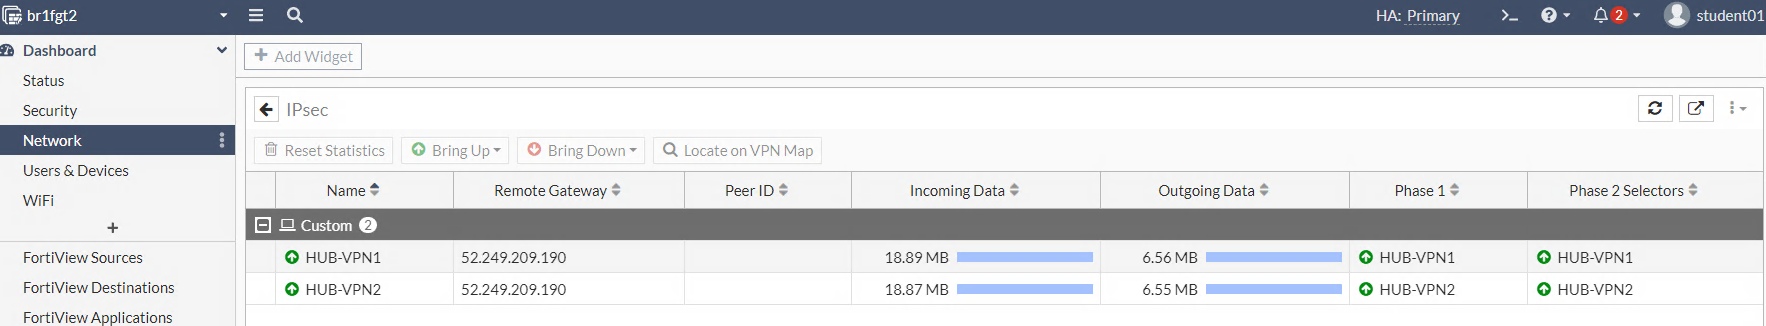 br1fgt2 HA: Primary >_ ? 2 student01
Dashboard
Status
Security
Network
Users & Devices
WiFi
+
FortiView Sources
FortiView Destinations
FortiView Applications
+ Add Widget
IPsec
Reset Statistics Bring Up Bring Down Locate on VPN Map
Name Remote Gateway Peer ID Incoming Data Outgoing Data Phase 1 Phase 2 Selectors
Custom 2
HUB-VPN1 52.249.209.190 18.89 MB 6.56 MB HUB-VPN1 HUB-VPN1
HUB-VPN2 52.249.209.190 18.87 MB 6.55 MB HUB-VPN2 HUB-VPN2